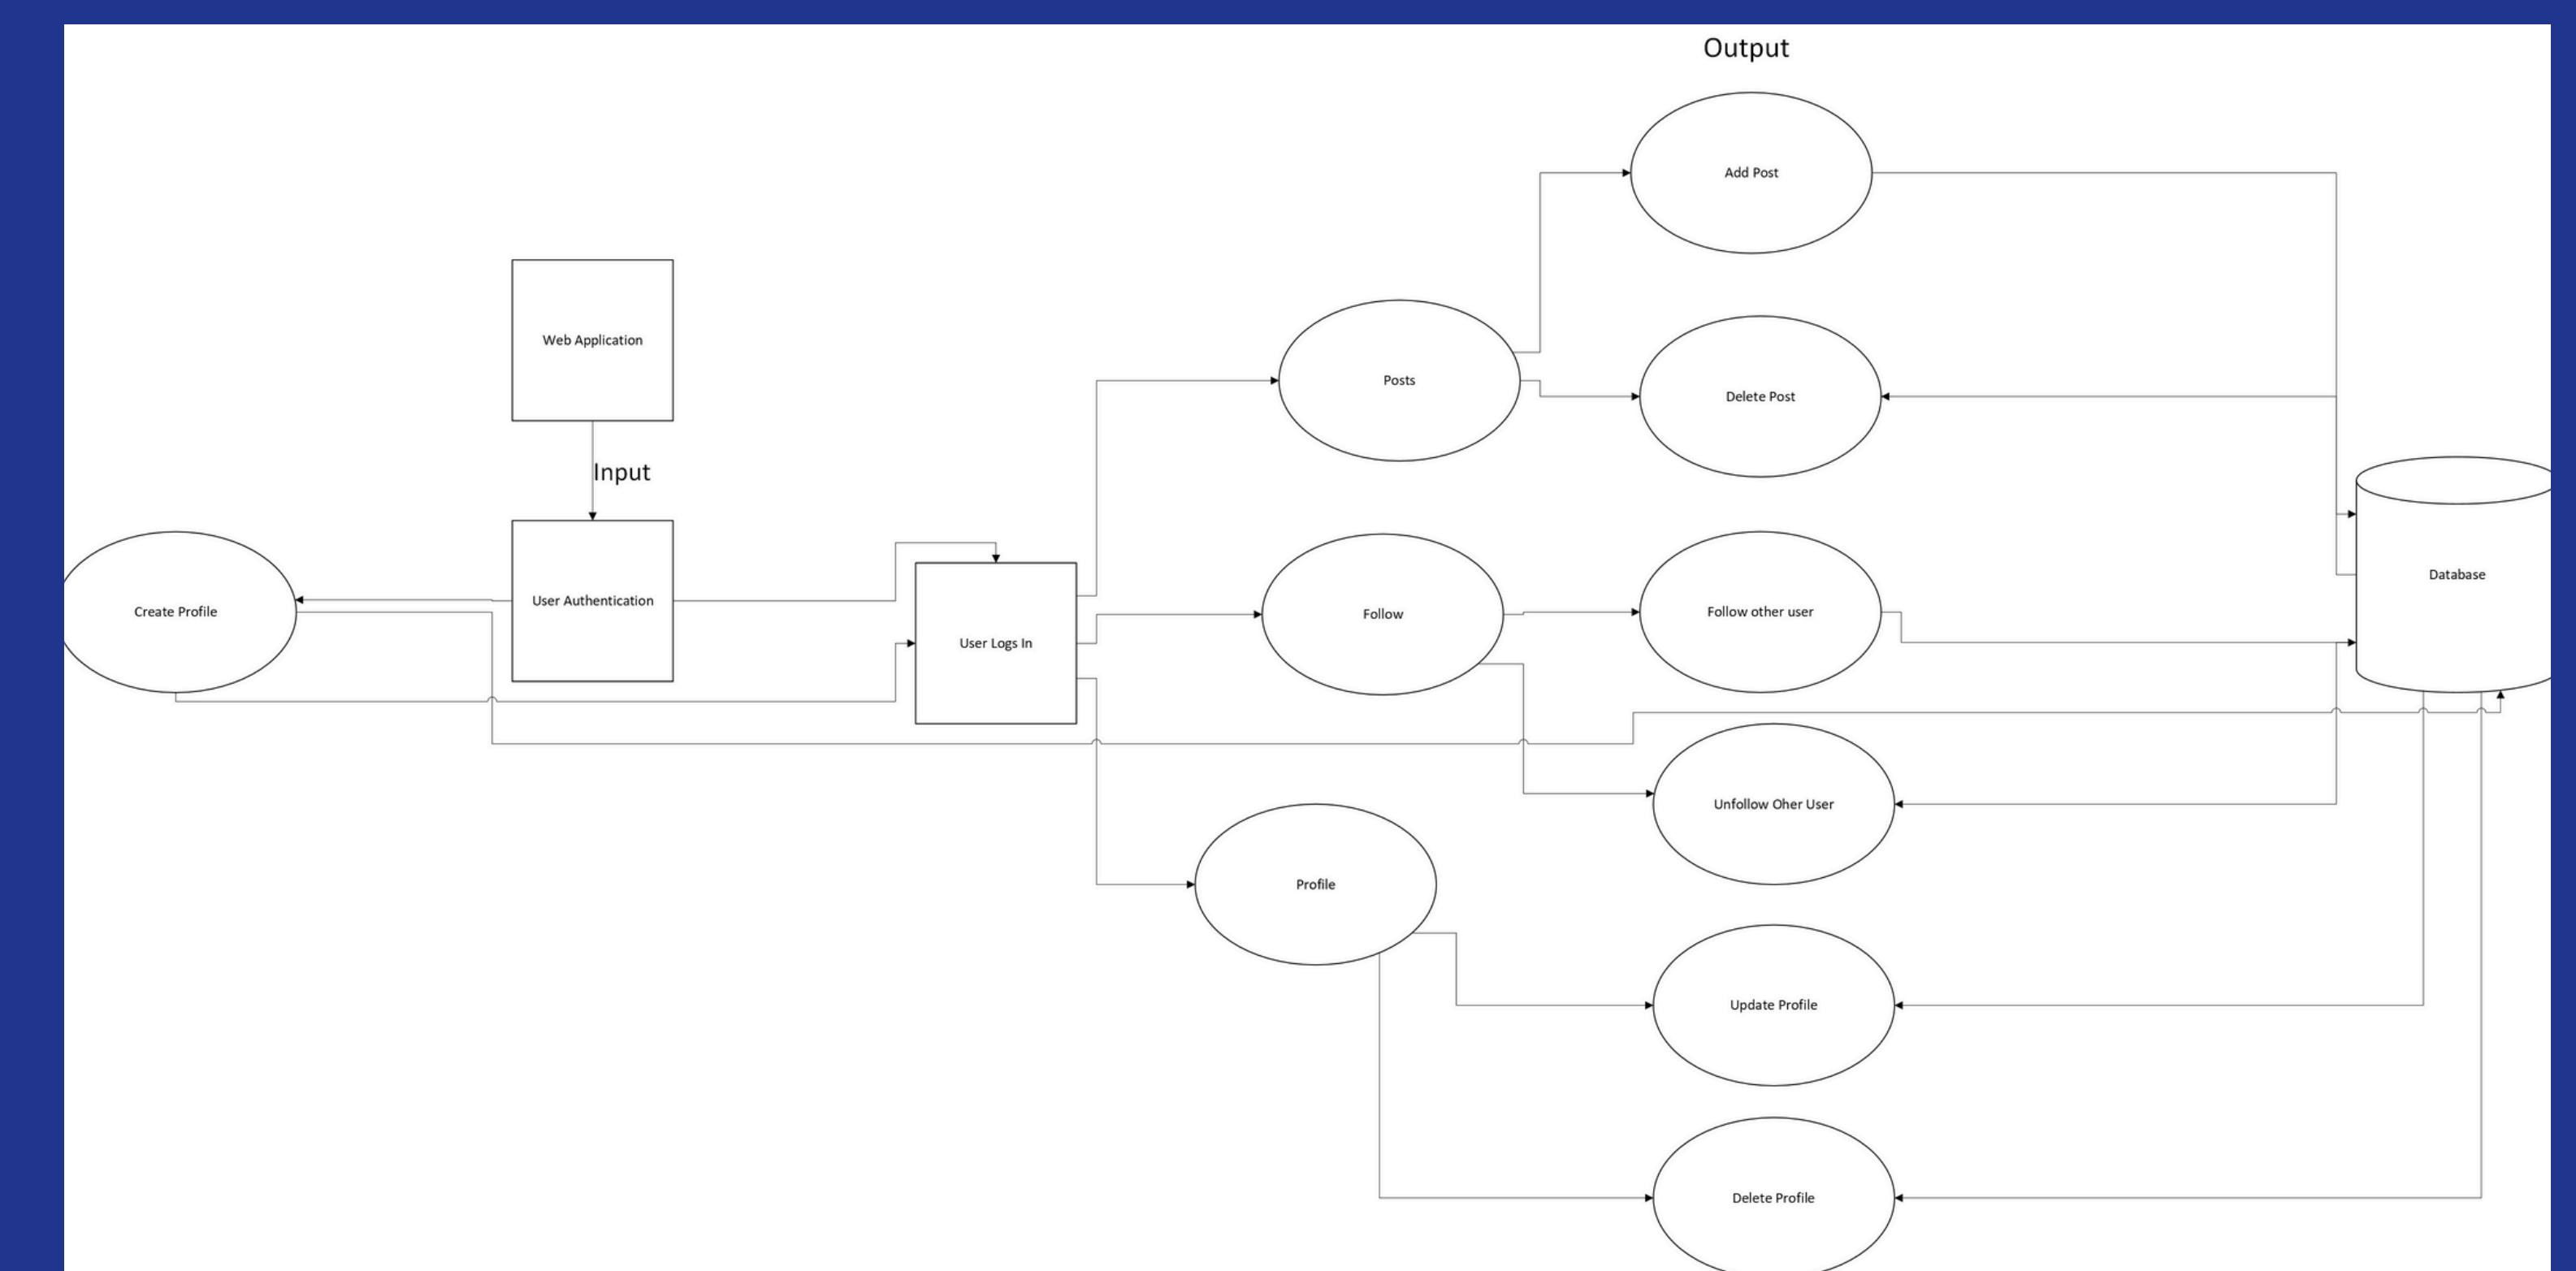 Output
Add Post
Web Application
Posts
Delete Post
Input
Create Profile
User Authentication
User Logs In
Follow
Follow other user
Database
Unfollow Oher User
Profile
Update Profile
Delete Profile